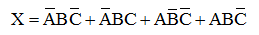 X = A̅BC̅ + A̅BC + AB̅C̅ + ABC̅